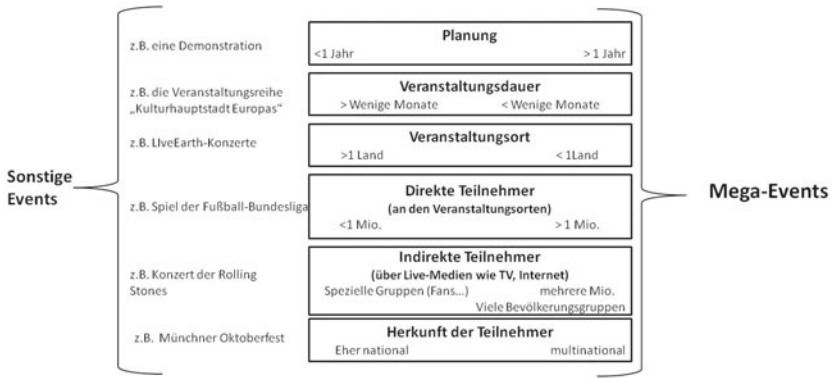 Planung
z.B. eine Demonstration
<1 Jahr >1 Jahr
z.B. die Veranstaltungsreihe
„Kulturhauptstadt Europas“
Veranstaltungsdauer
> Wenige Monate < Wenige Monate
z.B. LIveEarth-Konzerte
Veranstaltungsort
>1 Land < 1Land
Sonstige
Events
z.B. Spiel der Fußball-Bundesliga
Direkte Teilnehmer
(an den Veranstaltungsorten)
<1 Mio. > 1 Mio.
Mega-Events
z.B. Konzert der Rolling
Stones
Indirekte Teilnehmer
(über Live-Medien wie TV, Internet)
Spezielle Gruppen (Fans...) mehrere Mio.
Viele Bevölkerungsgruppen
z.B. Münchner Oktoberfest
Herkunft der Teilnehmer
Eher national multinational